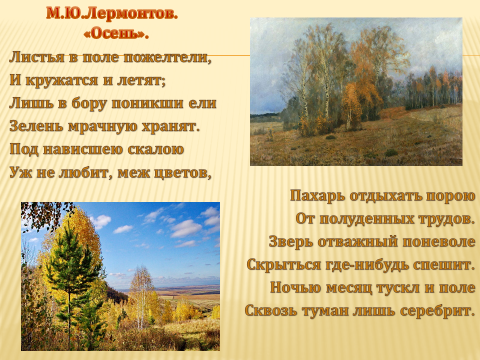 М.Ю.Лермонтов.
«Осень».
Листья в поле пожелтели,
И кружатся и летят;
Лишь в бору поникши ели
Зелень мрачную хранят.
Под нависшею скалою
Уж не любит, меж цветов,
Пахарь отдыхать порою
От полуденных трудов.
Зверь отважный поневоле
Скрыться где-нибудь спешит.
Ночью месяц тускл и поле
Сквозь туман лишь серебрит.